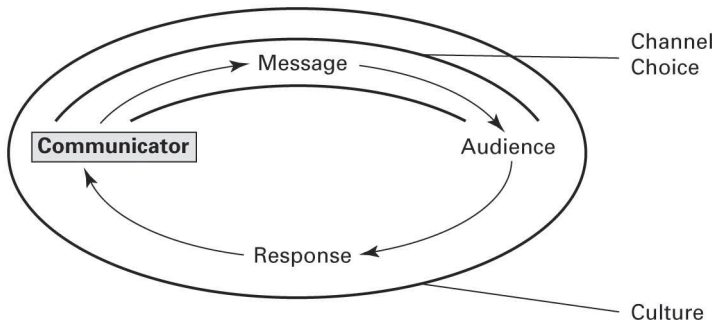 Channel
Choice
Message
Communicator
Audience
Response
Culture